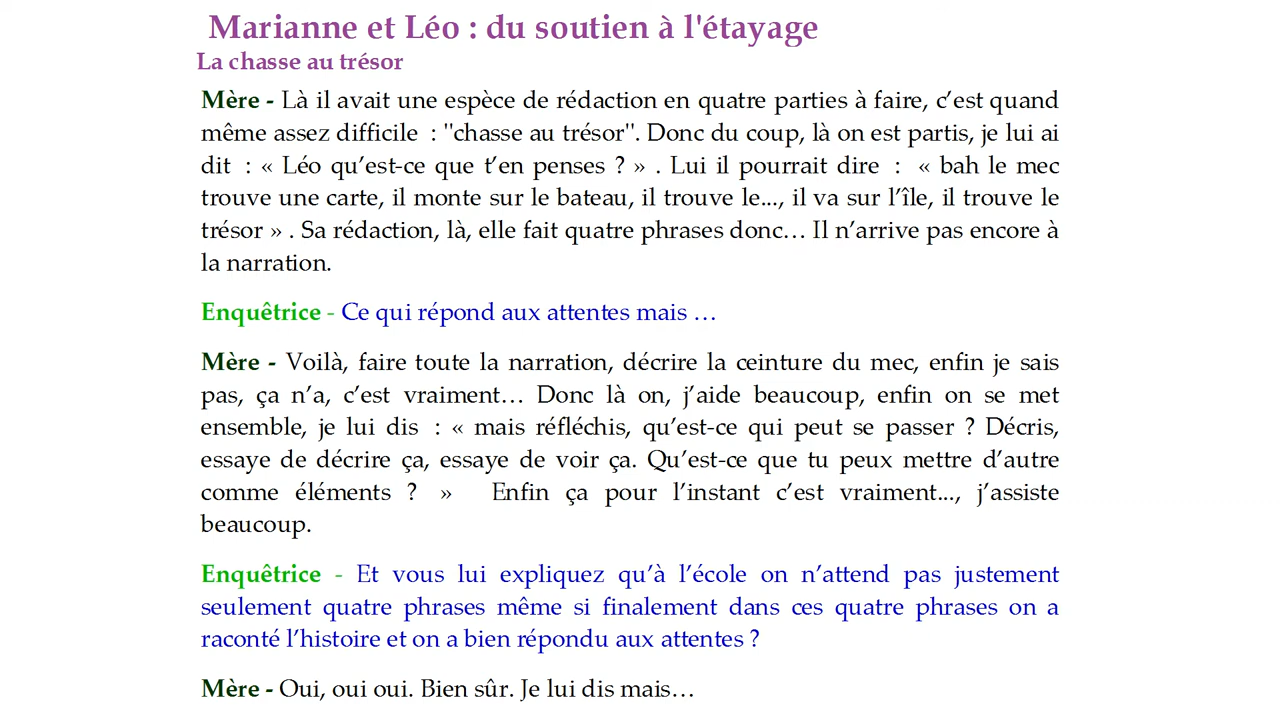 Marianne et Léo : du soutien à l'étayage
La chasse au trésor
Mère - Là il avait une espèce de rédaction en quatre parties à faire, c’est quand
même assez difficile : "chasse au trésor". Donc du coup, là on est partis, je lui ai
dit : « Léo qu’est-ce que t’en penses ? » . Lui il pourrait dire : « bah le mec
trouve une carte, il monte sur le bateau, il trouve le..., il va sur l’île, il trouve le
trésor » . Sa rédaction, là, elle fait quatre phrases donc… Il n’arrive pas encore à
la narration.
Enquêtrice - Ce qui répond aux attentes mais …
Mère - Voilà, faire toute la narration, décrire la ceinture du mec, enfin je sais
pas, ça n’a, c’est vraiment… Donc là on, j’aide beaucoup, enfin on se met
ensemble, je lui dis : « mais réfléchis, qu’est-ce qui peut se passer ? Décris,
essaye de décrire ça, essaye de voir ça. Qu’est-ce que tu peux mettre d’autre
comme éléments ? » Enfin ça pour l’instant c’est vraiment..., j’assiste
beaucoup.
Enquêtrice - Et vous lui expliquez qu’à l’école on n’attend pas justement
seulement quatre phrases même si finalement dans ces quatre phrases on a
raconté l’histoire et on a bien répondu aux attentes ?
Mère - Oui, oui oui. Bien sûr. Je lui dis mais…